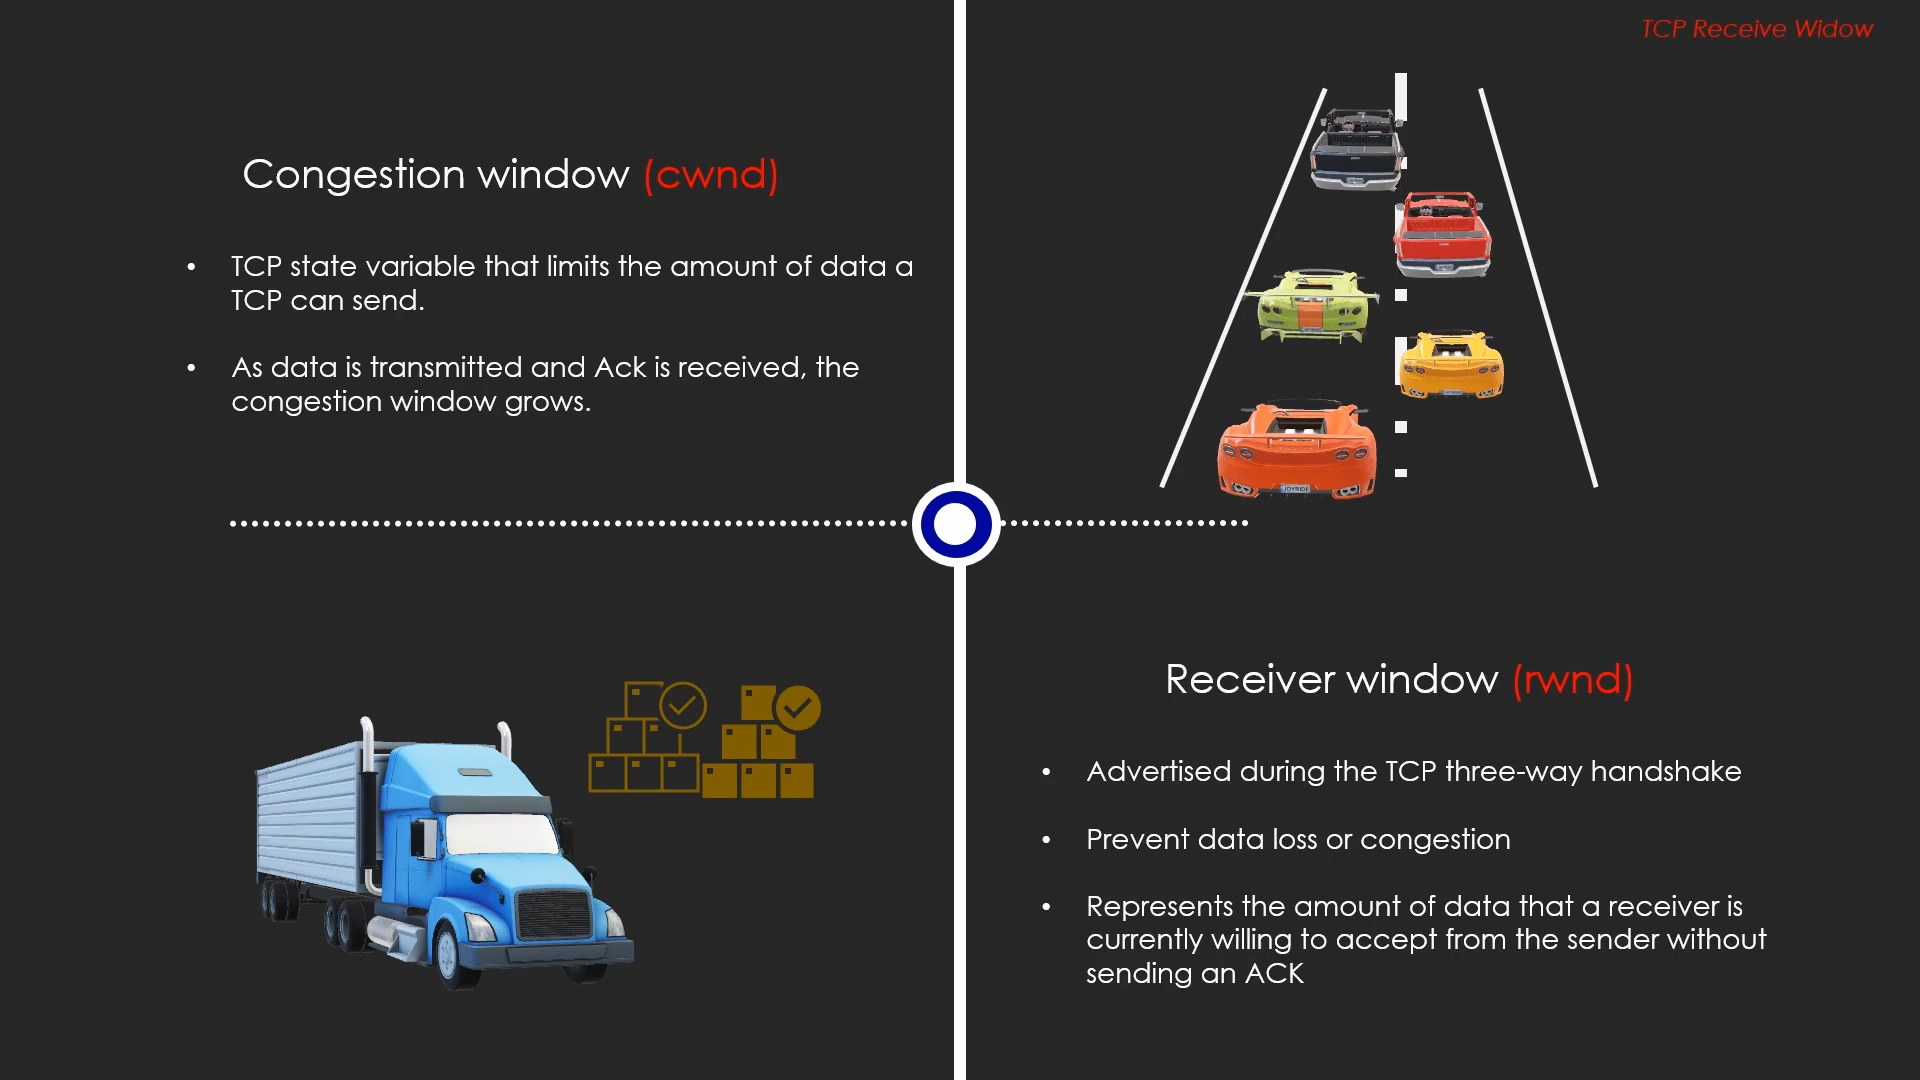 TCP Receive Widow
Congestion window (cwnd)
• TCP state variable that limits the amount of data a
TCP can send.
• As data is transmitted and Ack is received, the
congestion window grows.
JOYRIDE
Receiver window (rwnd)
• Advertised during the TCP three-way handshake
• Prevent data loss or congestion
• Represents the amount of data that a receiver is
currently willing to accept from the sender without
sending an ACK